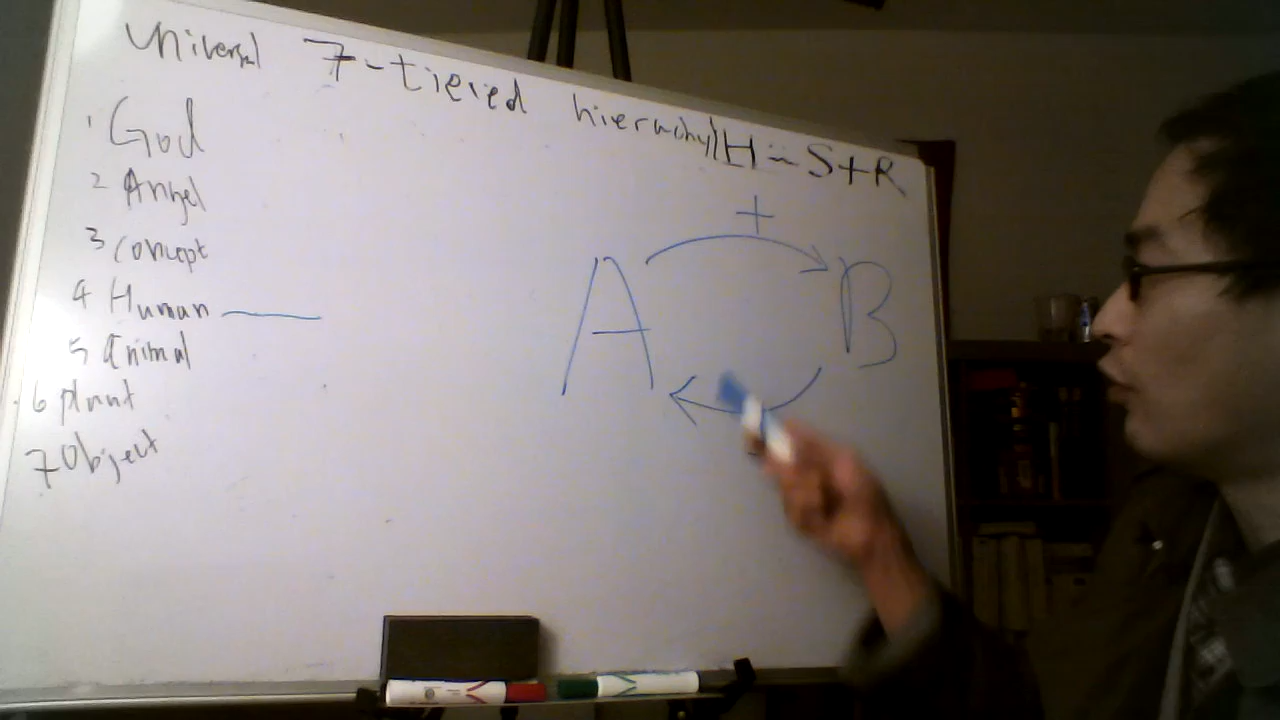 Universal 7-tiered hierarchy H = S+R
1 God
2 Angel
3 concept
4 Human
5 Animal
6 plant
7 Object
+
A B